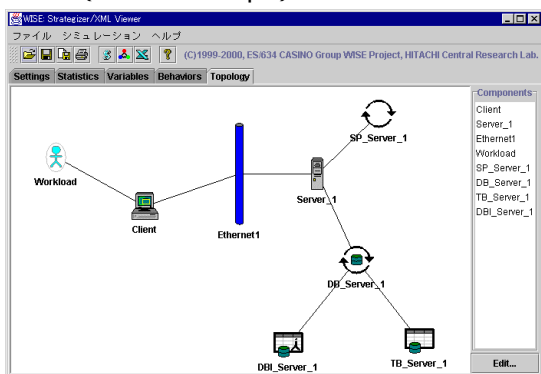 WISE: Strategizer/XML Viewer
ファイル シミュレーション ヘルプ
(C)1999-2000, ES/634 CASINO Group WISE Project, HITACHI Central Research Lab.
Settings Statistics Variables Behaviors Topology
Components
Client
Server_1
Ethernet1
Workload
SP_Server_1
DB_Server_1
TB_Server_1
DBI_Server_1
SP_Server_1
Workload
Server_1
Client
Ethernet1
DB_Server_1
DBI_Server_1
TB_Server_1
Edit...